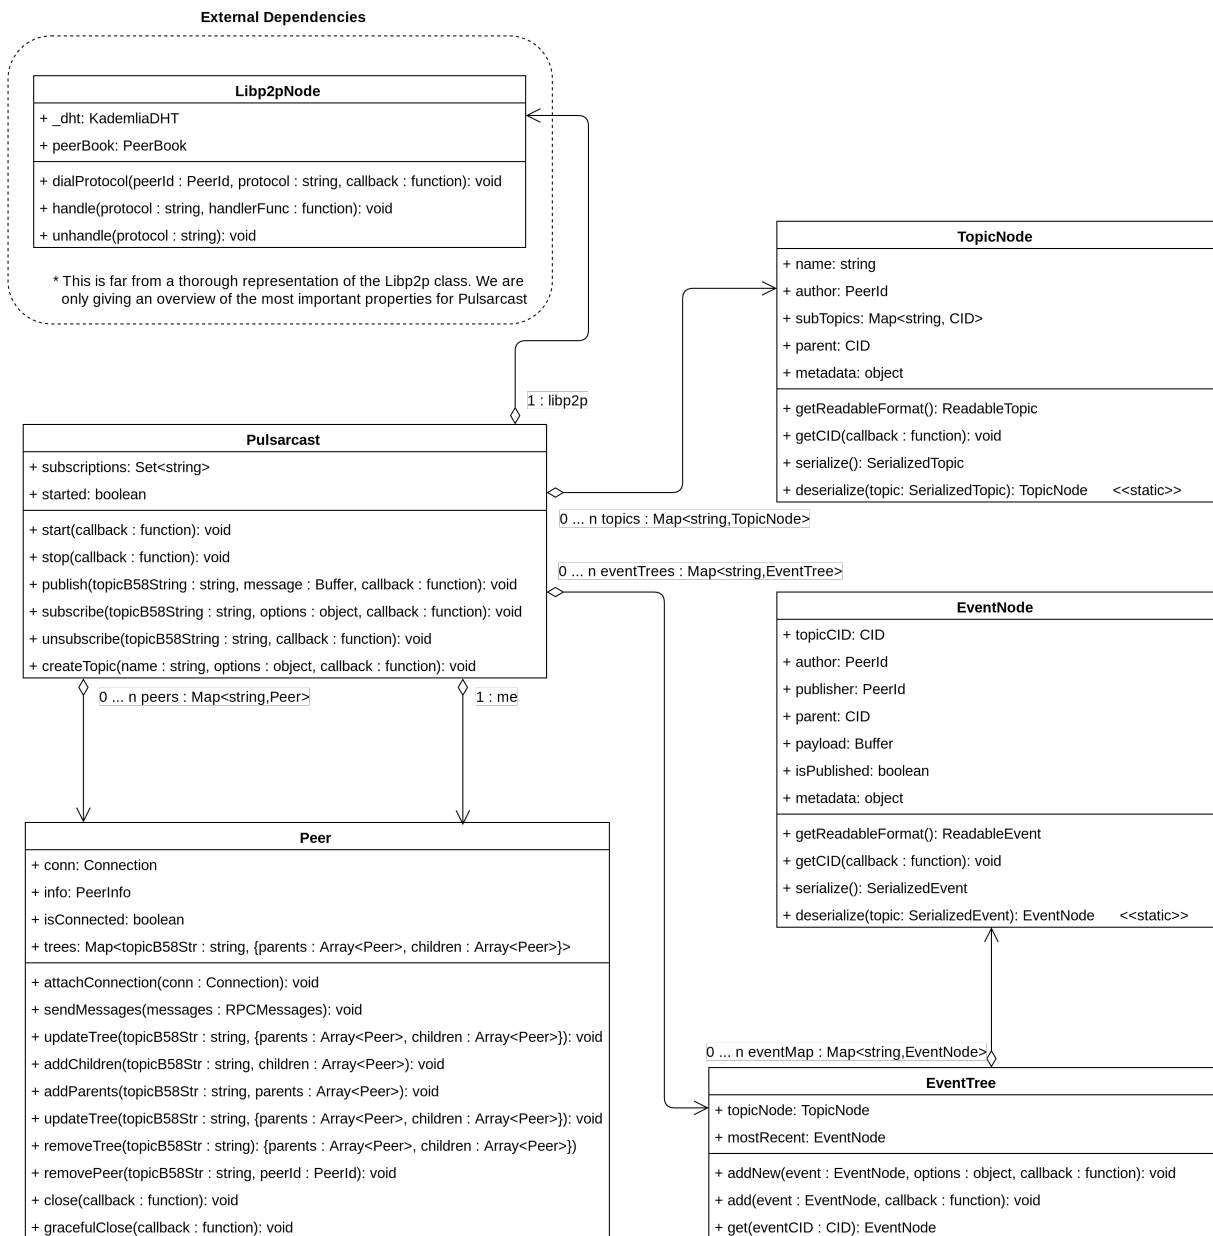 External Dependencies
Libp2pNode
+ _dht: KademliaDHT
+ peerBook: PeerBook
+ dialProtocol(peerId : PeerId, protocol : string, callback : function): void
+ handle(protocol : string, handlerFunc : function): void
+ unhandle(protocol : string): void
* This is far from a thorough representation of the Libp2p class. We are
only giving an overview of the most important properties for Pulsarcast
1 : libp2p
Pulsarcast
+ subscriptions: Set<string>
+ started: boolean
+ start(callback : function): void
+ stop(callback : function): void
+ publish(topicB58String : string, message : Buffer, callback : function): void
+ subscribe(topicB58String : string, options : object, callback : function): void
+ unsubscribe(topicB58String : string, callback : function): void
+ createTopic(name : string, options : object, callback : function): void
0 ... n peers : Map<string,Peer>
1 : me
0 ... n topics : Map<string,TopicNode>
0 ... n eventTrees : Map<string,EventTree>
TopicNode
+ name: string
+ author: PeerId
+ subTopics: Map<string, CID>
+ parent: CID
+ metadata: object
+ getReadableFormat(): ReadableTopic
+ getCID(callback : function): void
+ serialize(): SerializedTopic
+ deserialize(topic: SerializedTopic): TopicNode <<static>>
EventNode
+ topicCID: CID
+ author: PeerId
+ publisher: PeerId
+ parent: CID
+ payload: Buffer
+ isPublished: boolean
+ metadata: object
+ getReadableFormat(): ReadableEvent
+ getCID(callback : function): void
+ serialize(): SerializedEvent
+ deserialize(topic: SerializedEvent): EventNode <<static>>
Peer
+ conn: Connection
+ info: PeerInfo
+ isConnected: boolean
+ trees: Map<topicB58Str : string, {parents : Array<Peer>, children : Array<Peer>}>
+ attachConnection(conn : Connection): void
+ sendMessages(messages : RPCMessages): void
+ updateTree(topicB58Str : string, {parents : Array<Peer>, children : Array<Peer>}): void
+ addChildren(topicB58Str : string, children : Array<Peer>): void
+ addParents(topicB58Str : string, parents : Array<Peer>): void
+ updateTree(topicB58Str : string, {parents : Array<Peer>, children : Array<Peer>}): void
+ removeTree(topicB58Str : string): {parents : Array<Peer>, children : Array<Peer>})
+ removePeer(topicB58Str : string, peerId : PeerId): void
+ close(callback : function): void
+ gracefulClose(callback : function): void
0 ... n eventMap : Map<string,EventNode>
EventTree
+ topicNode: TopicNode
+ mostRecent: EventNode
+ addNew(event : EventNode, options : object, callback : function): void
+ add(event : EventNode, callback : function): void
+ get(eventCID : CID): EventNode